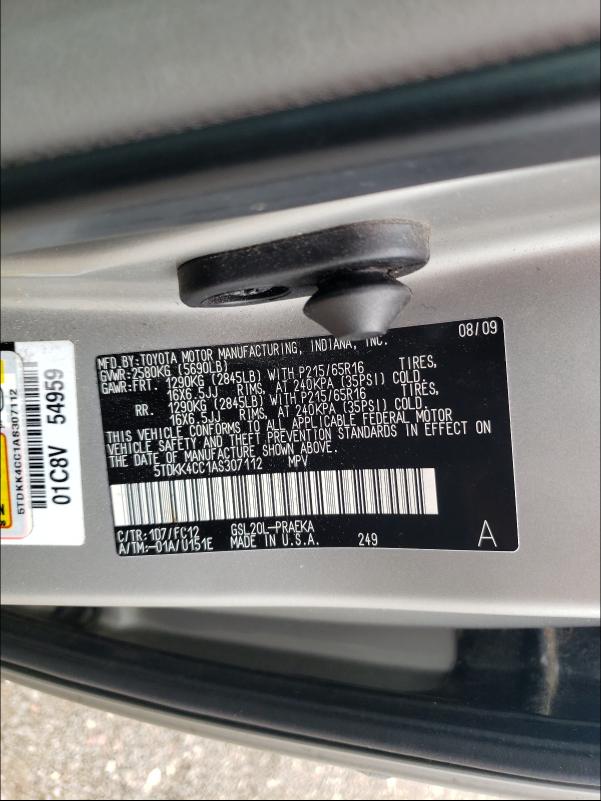 08/09
MFD.BY:TOYOTA MOTOR MANUFACTURING, INDIANA, INC.
GVWR:2580KG (5690LB)
GAWR:FRT. 1290KG (2845LB) WITH P215/65R16 TIRES,
16X6.5JJ RIMS, AT 240KPA (35PSI) COLD.
RR. 1290KG (2845LB) WITH P215/65R16 TIRES,
16X6.5JJ RIMS, AT 240KPA (35PSI) COLD.
THIS VEHICLE CONFORMS TO ALL APPLICABLE FEDERAL MOTOR
VEHICLE SAFETY AND THEFT PREVENTION STANDARDS IN EFFECT ON
THE DATE OF MANUFACTURE SHOWN ABOVE.
5TDKK4CC1AS307112 MPV
C/TR:1D7/FC12 GSL20L-PRAEKA
A/TM:-01A/U151E MADE IN U.S.A. 249
A
5TDKK4CC1AS307112
01C8V 54959